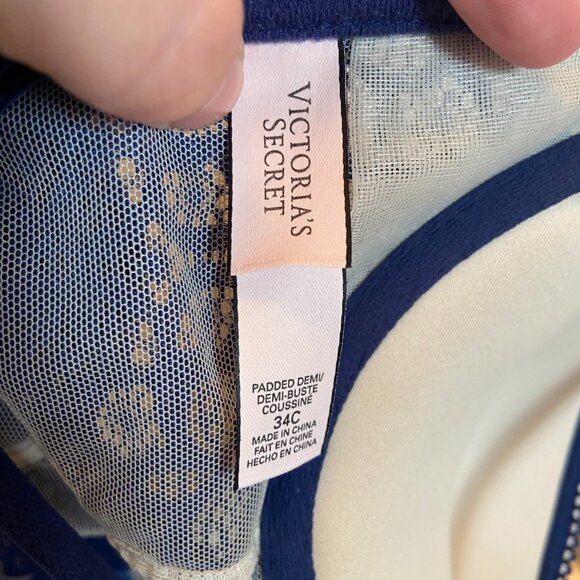 VICTORIA'S
SECRET
PADDED DEMI/
DEMI-BUSTE
COUSSINÉ
34C
MADE IN CHINA
FAIT EN CHINE
HECHO EN CHINA